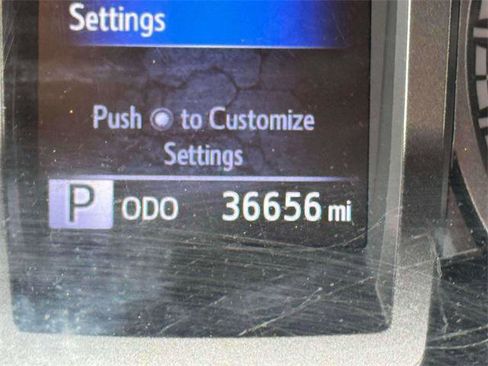 Settings
Push to Customize
Settings
P ODO 36656 mi